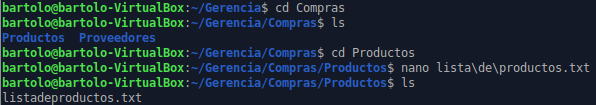 bartolo@bartolo-VirtualBox:~/Gerencia$ cd Compras
bartolo@bartolo-VirtualBox:~/Gerencia/Compras$ ls
Productos  Proveedores
bartolo@bartolo-VirtualBox:~/Gerencia/Compras$ cd Productos
bartolo@bartolo-VirtualBox:~/Gerencia/Compras/Productos$ nano lista\de\productos.txt
bartolo@bartolo-VirtualBox:~/Gerencia/Compras/Productos$ ls
listadeproductos.txt